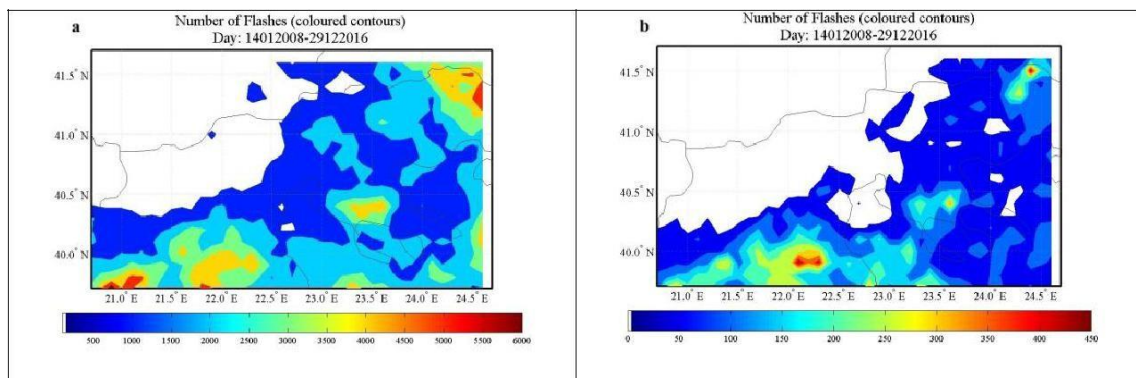 a
Number of Flashes (coloured contours)
Day: 14012008-29122016
41.5° N
41.0° N
40.5° N
40.0° N
21.0° E 21.5° E 22.0° E 22.5° E 23.0° E 23.5° E 24.0° E 24.5° E
500 1000 1500 2000 2500 3000 3500 4000 4500 5000 5500 6000
b
Number of Flashes (coloured contours)
Day: 14012008-29122016
41.5° N
41.0° N
40.5° N
40.0° N
21.0° E 21.5° E 22.0° E 22.5° E 23.0° E 23.5° E 24.0° E 24.5° E
0 50 100 150 200 250 300 350 400 450